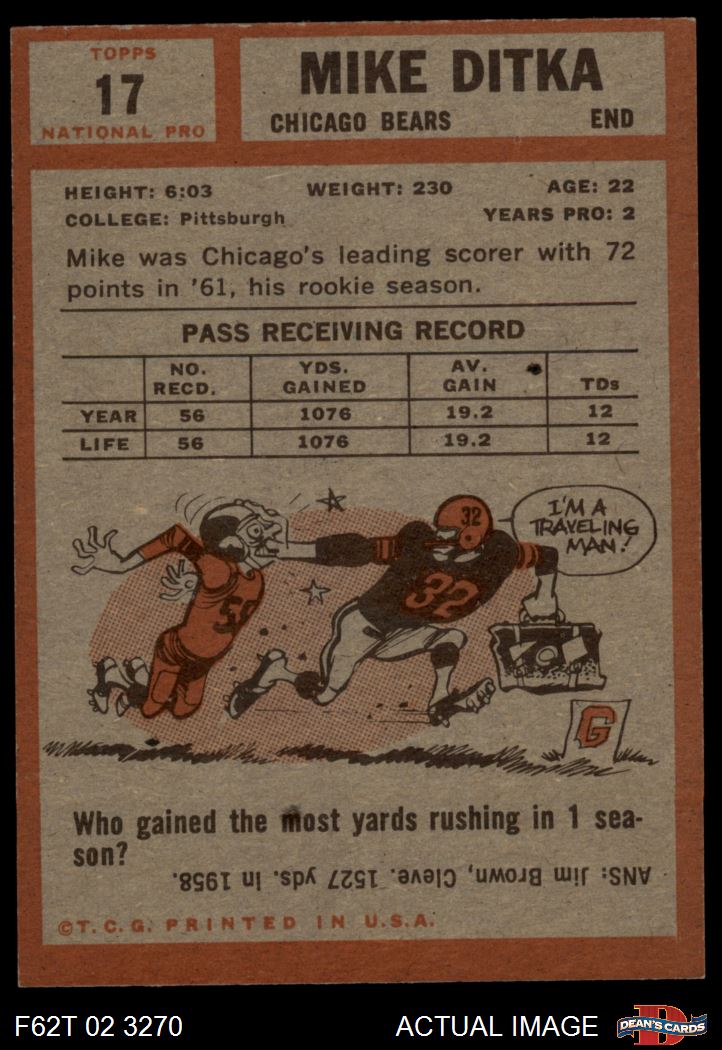 TOPPS
17
NATIONAL PRO
MIKE DITKA
CHICAGO BEARS END
HEIGHT: 6:03 WEIGHT: 230 AGE: 22
COLLEGE: Pittsburgh YEARS PRO: 2
Mike was Chicago's leading scorer with 72
points in '61, his rookie season.
PASS RECEIVING RECORD
NO. RECD. YDS. GAINED AV. GAIN TDs
YEAR 56 1076 19.2 12
LIFE 56 1076 19.2 12
I'M A
TRAVELING
MAN!
32
32
G
Who gained the most yards rushing in 1 sea-
son?
ANS: Jim Brown, Cleve. 1527 yds. in 1958.
©T.C.G. PRINTED IN U.S.A.
F62T 02 3270 ACTUAL IMAGE
D
DEAN'S CARDS